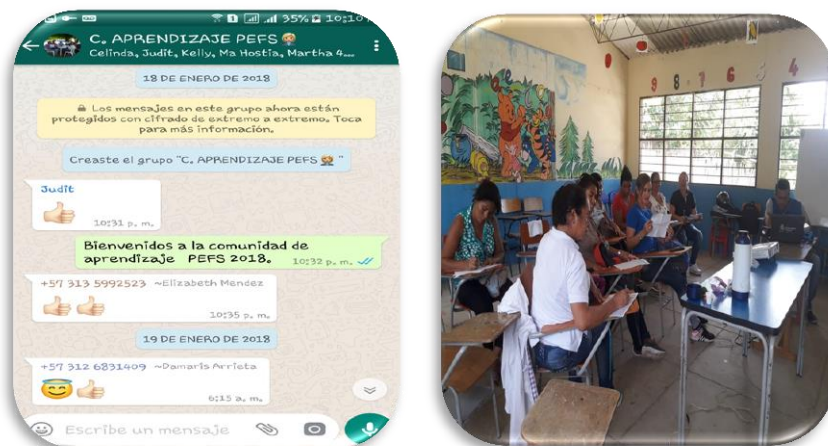 35% 10:10
C. APRENDIZAJE PEFS
Celinda, Judit, Kelly, Ma Hostia, Martha 4...
18 DE ENERO DE 2018
Los mensajes en este grupo ahora están
protegidos con cifrado de extremo a extremo. Toca
para más información.
Creaste el grupo "C. APRENDIZAJE PEFS "
Judit
10:31 p. m.
Bienvenidos a la comunidad de
aprendizaje PEFS 2018.
10:32 p. m.
+57 313 5992523 ~Elizabeth Mendez
10:35 p. m.
19 DE ENERO DE 2018
+57 312 6831409 ~Damaris Arrieta
6:15 a. m.
Escribe un mensaje
9 8 7 6 5 4